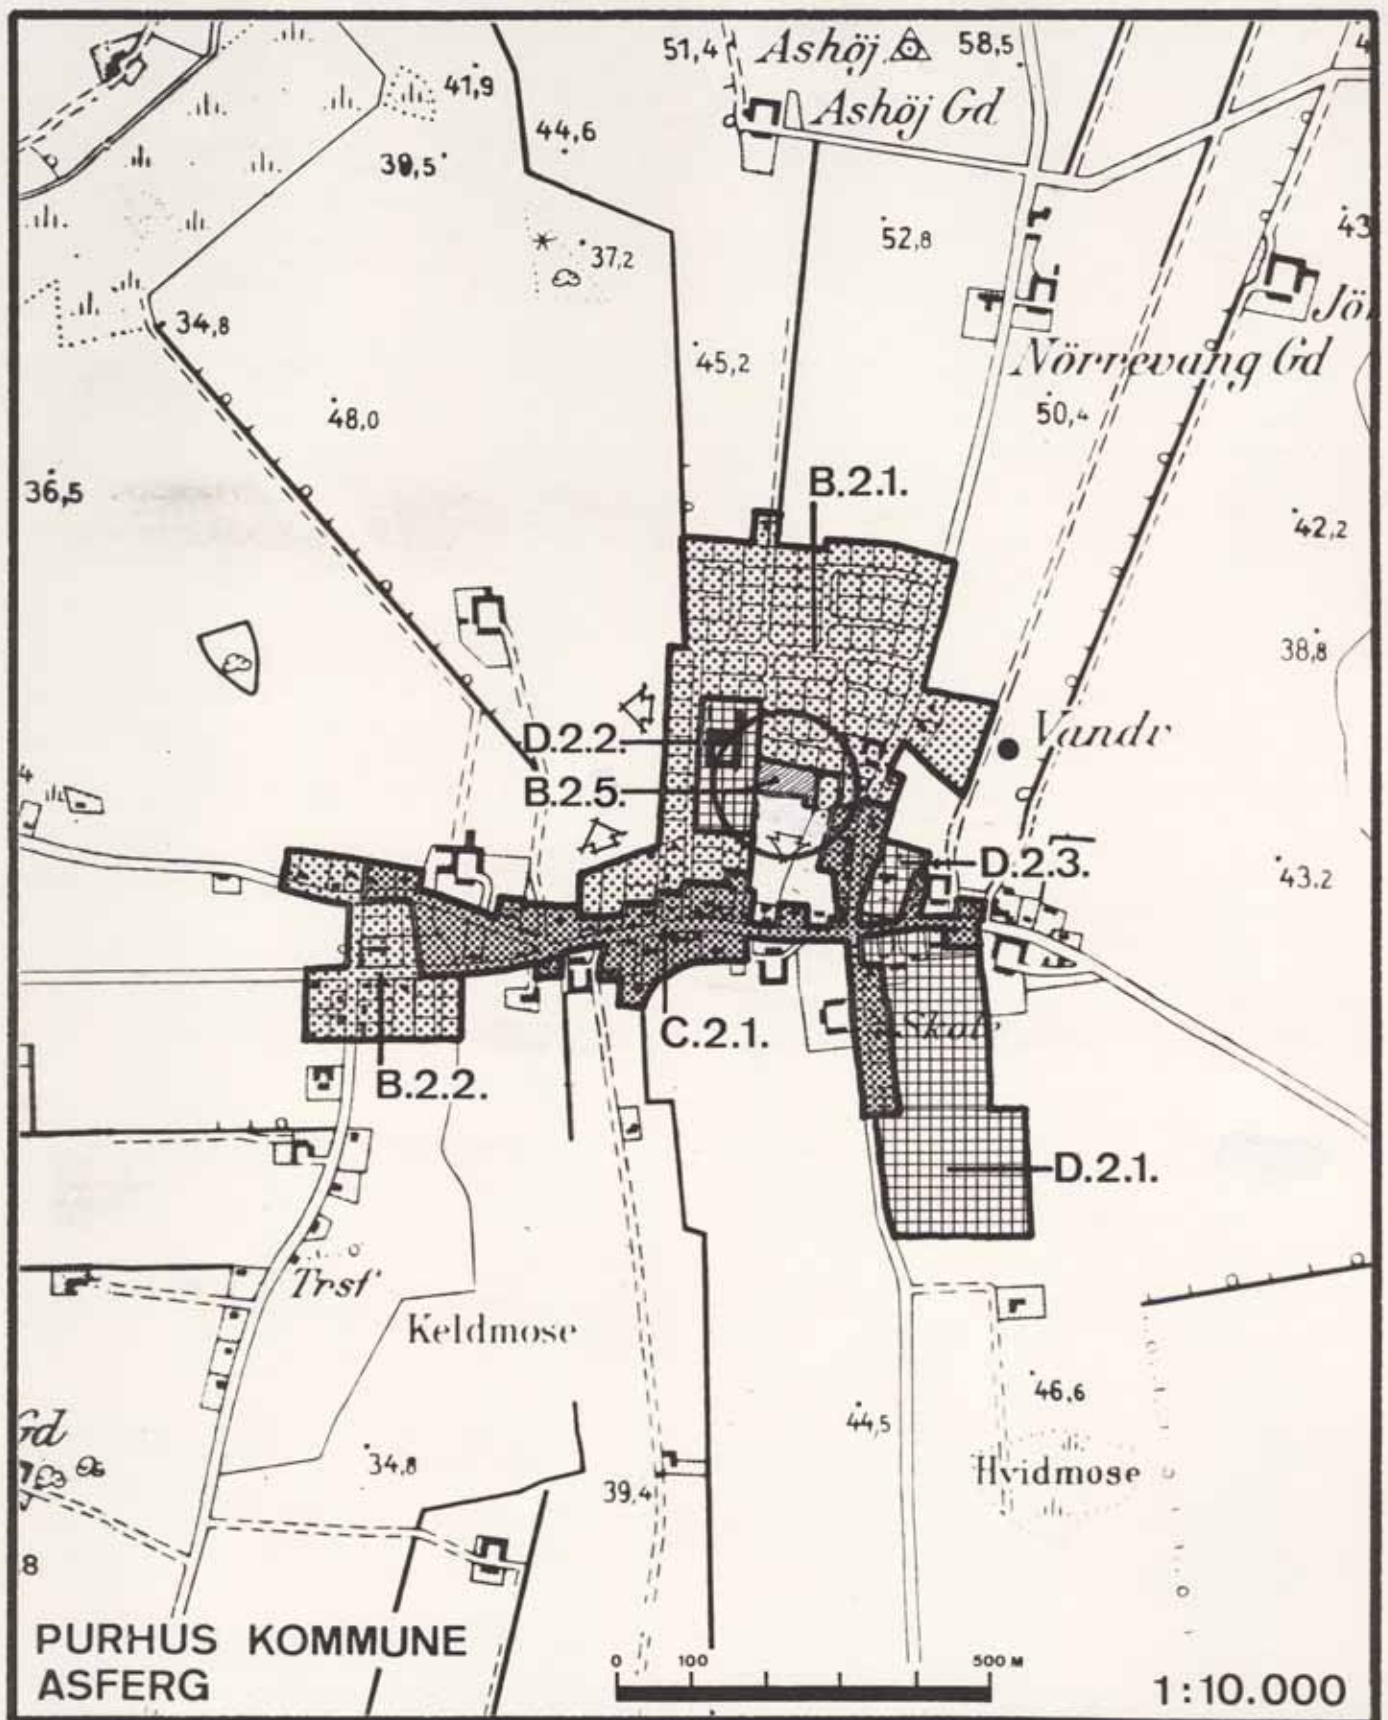 51,4
Ashöj
58,5
41,9
Ashöj Gd
44,6
39,5
52,8
43
37,2
34,8
45,2
Nörrevang Gd
48,0
50,4
36,5
B.2.1.
42,2
38,8
D.2.2.
Vandr
B.2.5.
4
D.2.3.
43.2
C.2.1.
B.2.2.
D.2.1.
Trsf
Keldmose
46,6
44,5
Gd
34,8
Hvidmose
39,4
8
PURHUS KOMMUNE
ASFERG
0 100 500 M
1:10.000